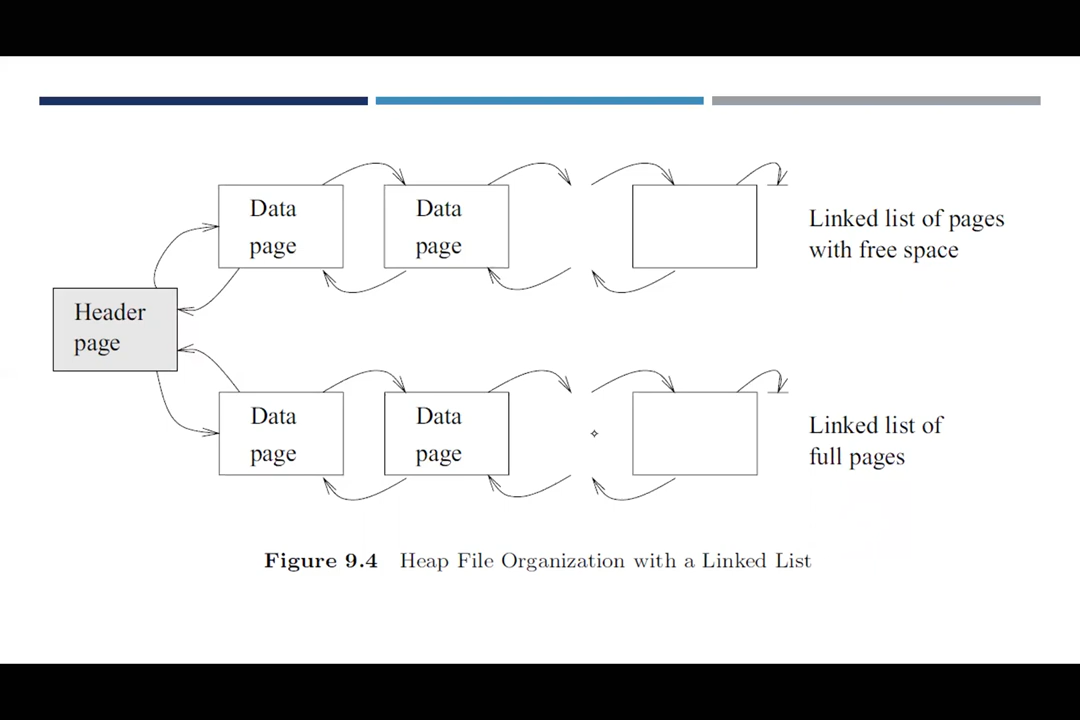 Data
page
Data
page
Linked list of pages
with free space
Header
page
Data
page
Data
page
Linked list of
full pages
Figure 9.4 Heap File Organization with a Linked List